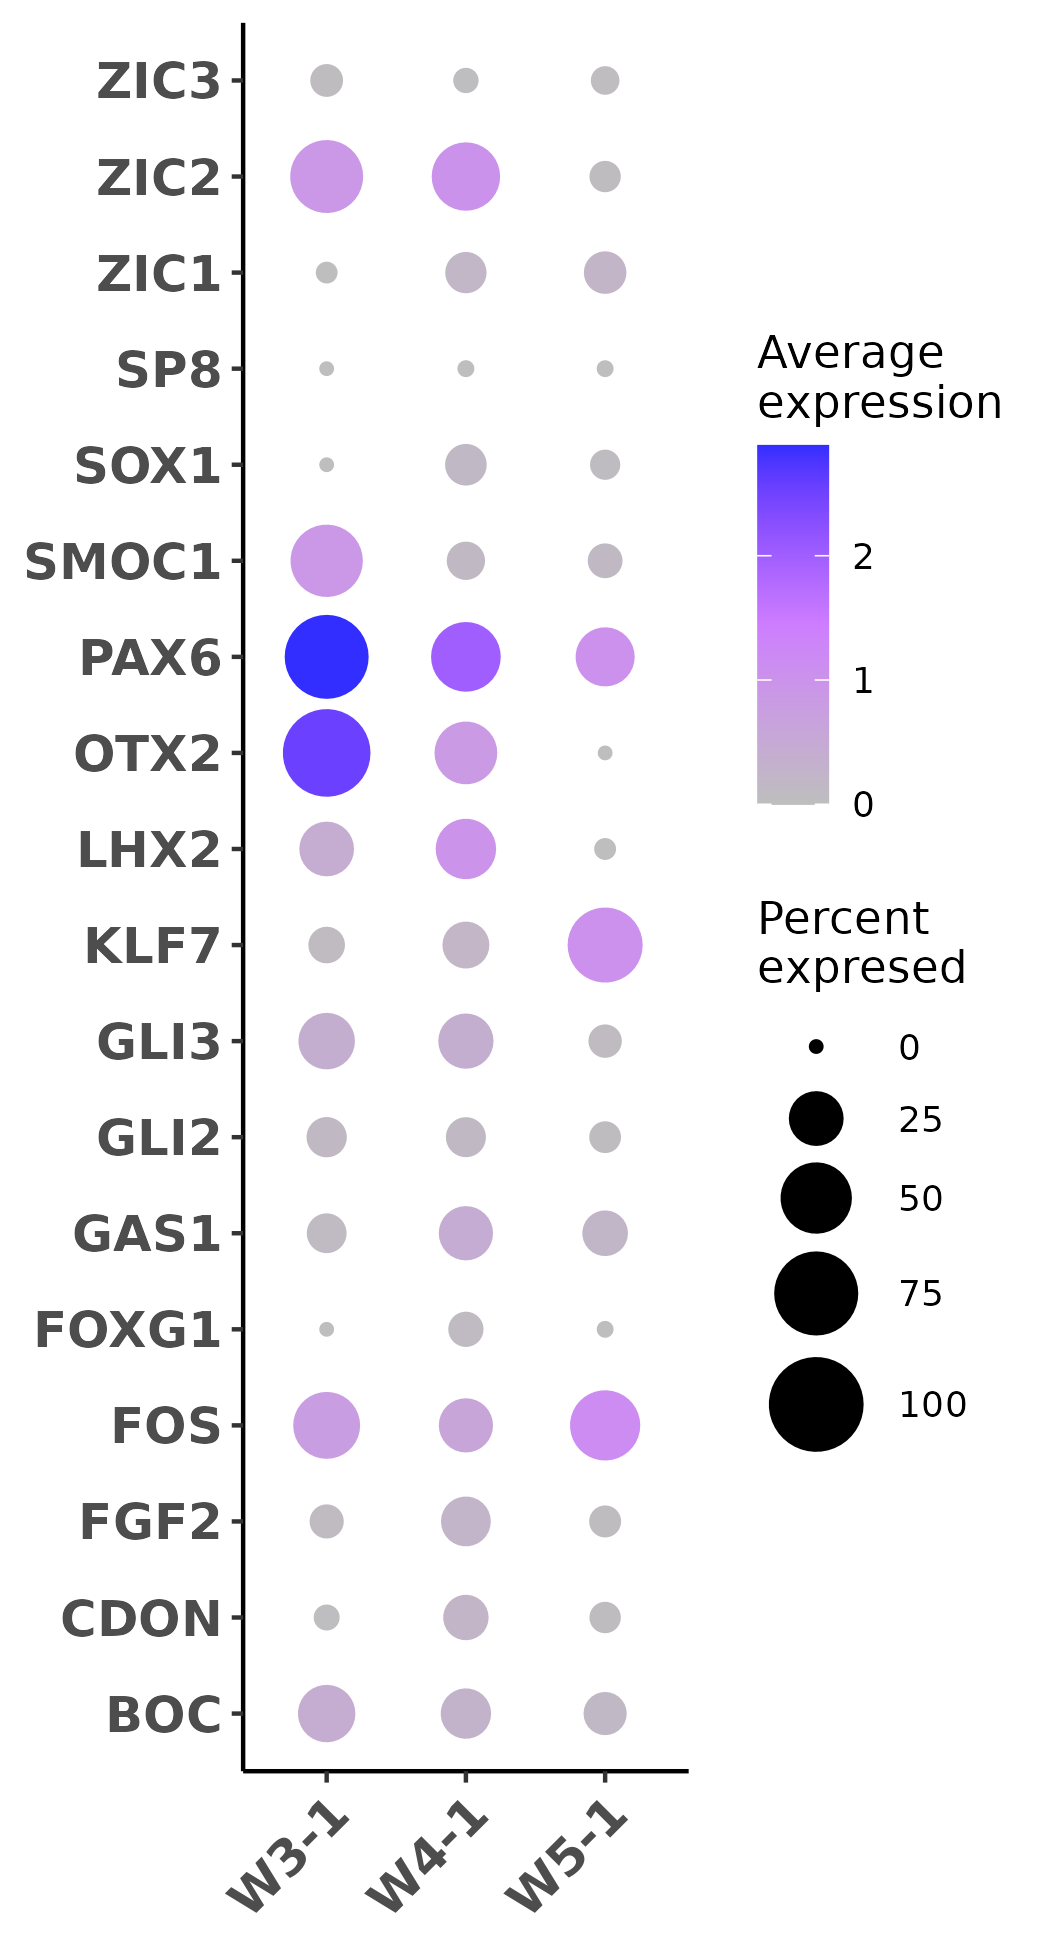 ZIC3
ZIC2
ZIC1
SP8
SOX1
SMOC1
PAX6
OTX2
LHX2
KLF7
GLI3
GLI2
GAS1
FOXG1
FOS
FGF2
CDON
BOC
W3-1
W4-1
W5-1
Average
expression
2
1
0
Percent
expresed
0
25
50
75
100